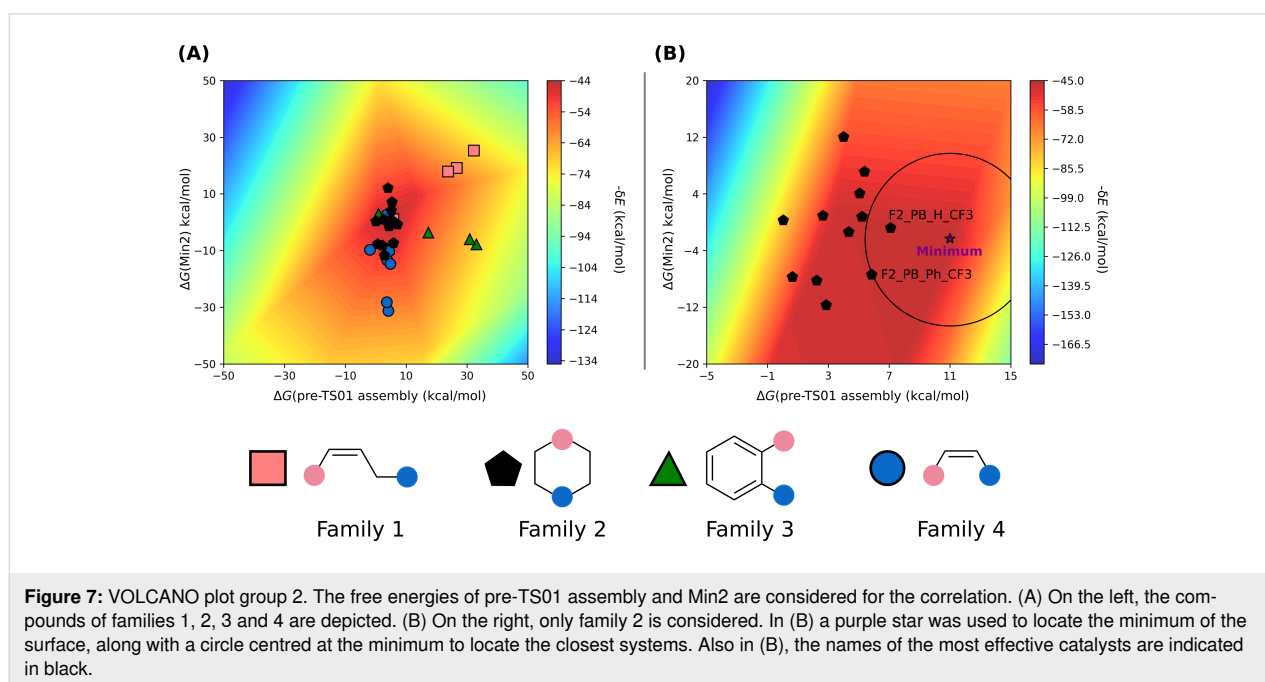 (A)
(B)
50
30
10
−10
−30
−50
ΔG(Min2) kcal/mol)
−50
−30
−10
10
30
50
ΔG(pre-TS01 assembly (kcal/mol)
−44
−54
−64
−74
−84
−94
−104
−114
−124
−134
-δE (kcal/mol)
20
12
4
−4
−12
−20
ΔG(Min2) kcal/mol)
F2_PB_H_CF3
Minimum
F2_PB_Ph_CF3
−5
−1
3
7
11
15
ΔG(pre-TS01 assembly (kcal/mol)
−45.0
−58.5
−72.0
−85.5
−99.0
−112.5
−126.0
−139.5
−153.0
−166.5
-δE (kcal/mol)
Family 1
Family 2
Family 3
Family 4
Figure 7: VOLCANO plot group 2. The free energies of pre-TS01 assembly and Min2 are considered for the correlation. (A) On the left, the com-
pounds of families 1, 2, 3 and 4 are depicted. (B) On the right, only family 2 is considered. In (B) a purple star was used to locate the minimum of the
surface, along with a circle centred at the minimum to locate the closest systems. Also in (B), the names of the most effective catalysts are indicated
in black.